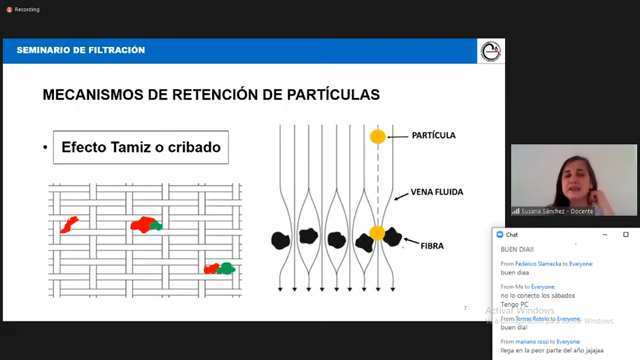 Recording
SEMINARIO DE FILTRACIÓN
MECANISMOS DE RETENCIÓN DE PARTÍCULAS
• Efecto Tamiz o cribado
PARTÍCULA
VENA FLUIDA
FIBRA
7
Susana Sánchez - Docente
Chat
BUEN DIA!!
From Federico Slamecka to Everyone:
buen diaa
From Me to Everyone:
no lo conecto los sábados
Tengo PC
From Tomas Rotolo to Everyone:
buen dia!
From mariano rossi to Everyone:
llega en la peor parte del año jajajaa
Activar Windows